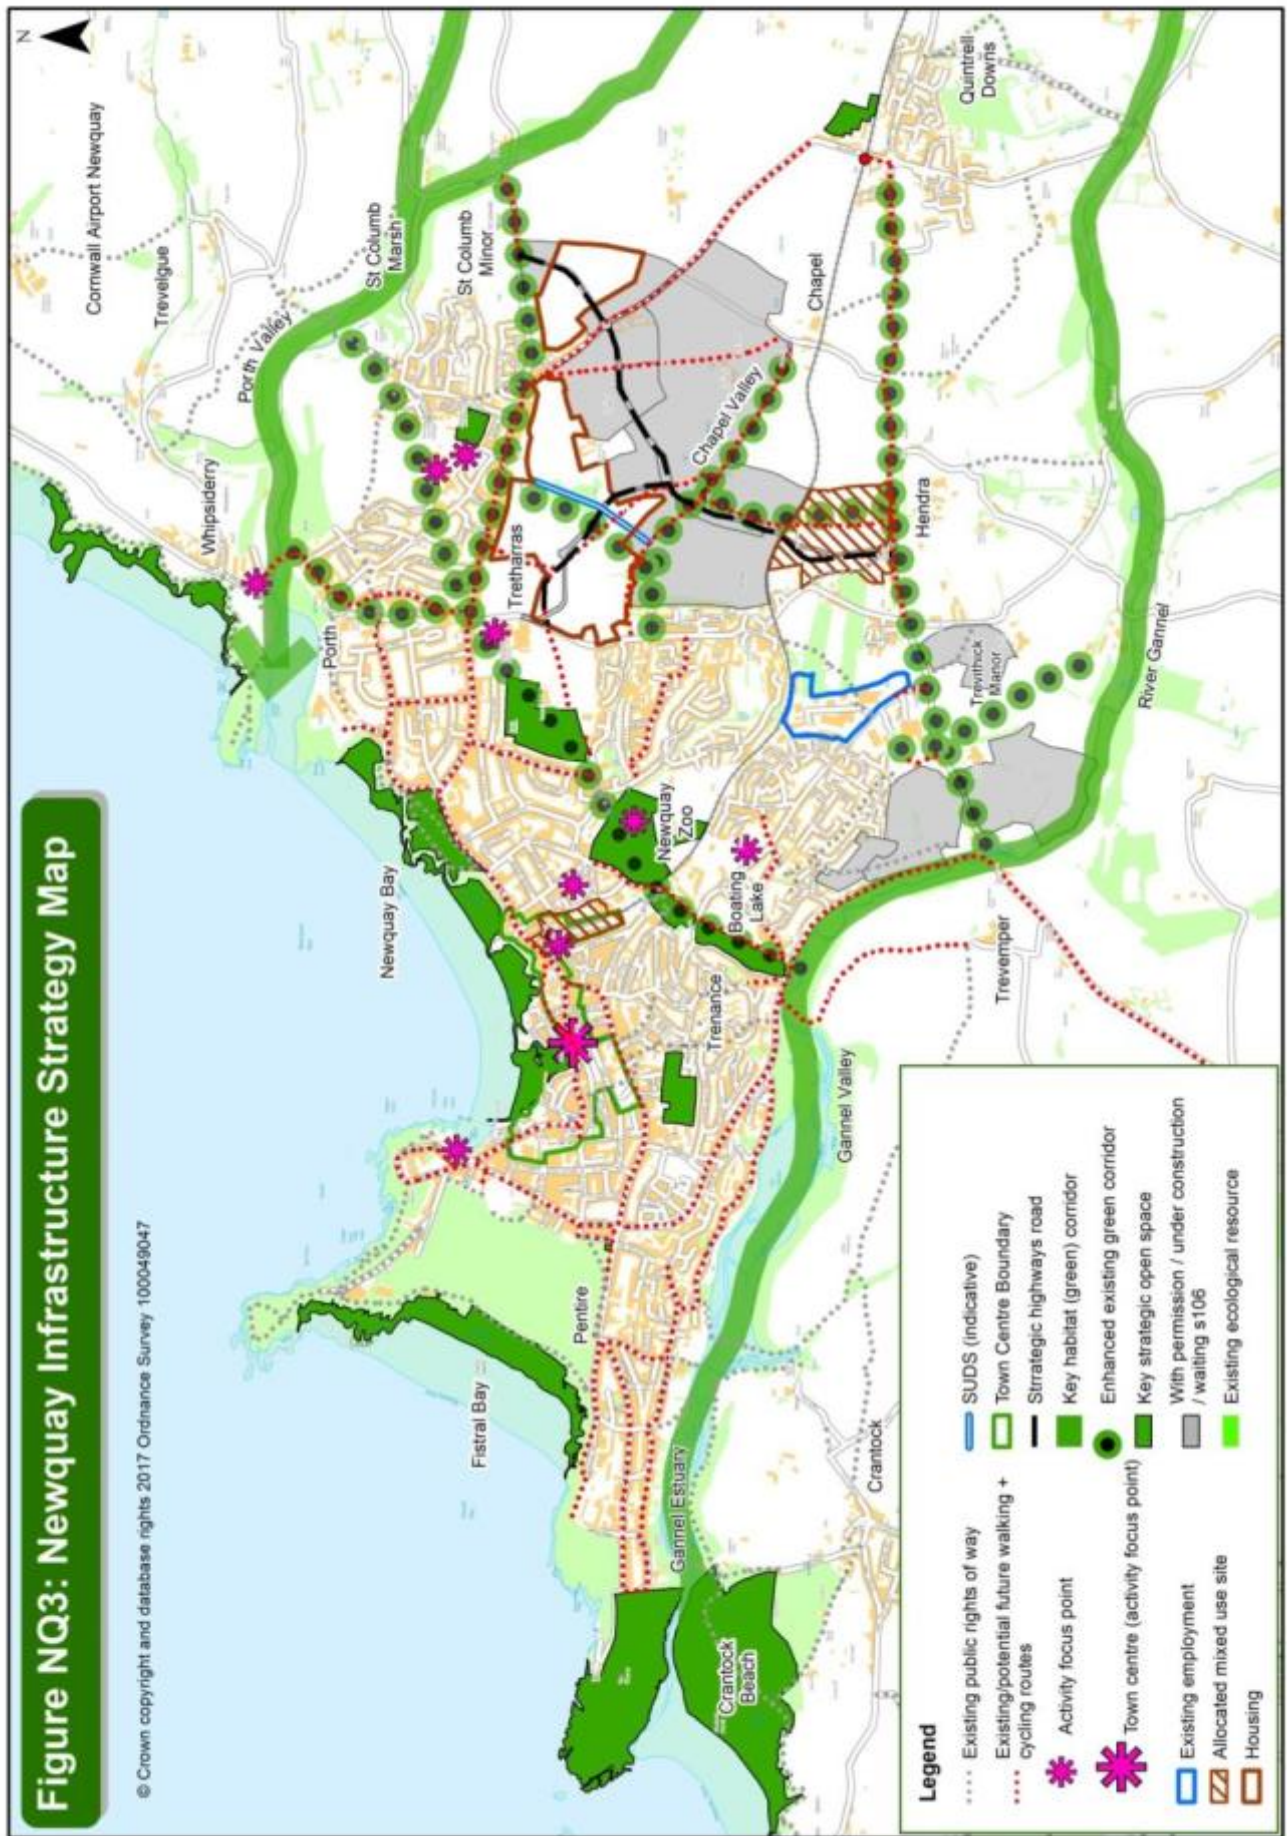 Figure NQ3: Newquay Infrastructure Strategy Map
© Crown copyright and database rights 2017 Ordnance Survey 100049047
N
Cornwall Airport Newquay
Trevelgue
Whipsiderry
Porth Valley
St Columb
Marsh
St Columb
Minor
Porth
Tretharras
Newquay Bay
Chapel Valley
Chapel
Quintrell
Downs
Hendra
Trevithick
Manor
River Gannel
Newquay
Zoo
Boating
Lake
Trenance
Trevemper
Gannel Valley
Fistral Bay
Pentire
Gannel Estuary
Crantock
Crantock
Beach
Legend
Existing public rights of way
Existing/potential future walking +
cycling routes
Activity focus point
Town centre (activity focus point)
Existing employment
Allocated mixed use site
Housing
SUDS (indicative)
Town Centre Boundary
Strrategic highways road
Key habitat (green) corridor
Enhanced existing green corridor
Key strategic open space
With permission / under construction
/ waiting s106
Existing ecological resource